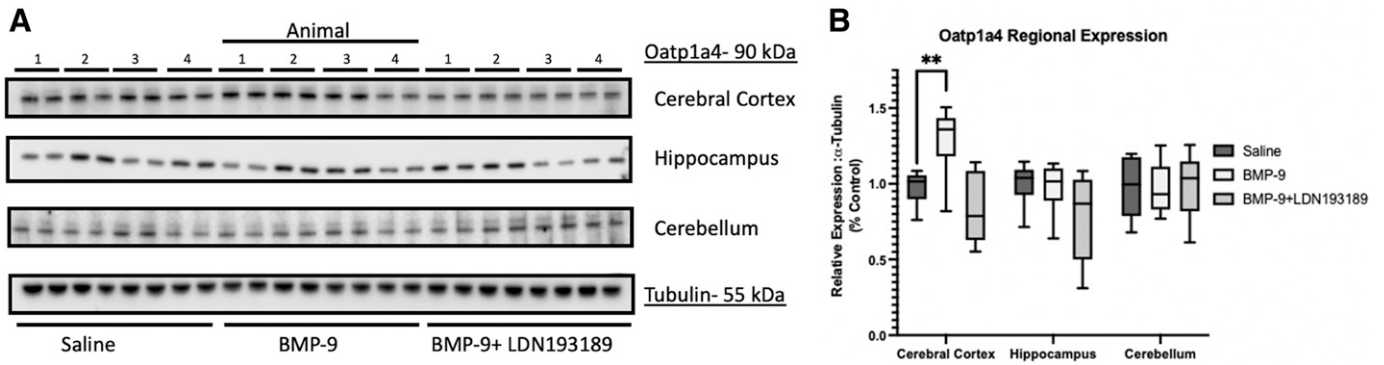 A
Animal
1 2 3 4 1 2 3 4 1 2 3 4
Oatp1a4- 90 kDa
Cerebral Cortex
Hippocampus
Cerebellum
Tubulin- 55 kDa
Saline BMP-9 BMP-9+ LDN193189
B
Oatp1a4 Regional Expression
**
Relative Expression :α-Tubulin
(% Control)
1.5
1.0
0.5
0.0
Cerebral Cortex Hippocampus Cerebellum
Saline
BMP-9
BMP-9+LDN193189